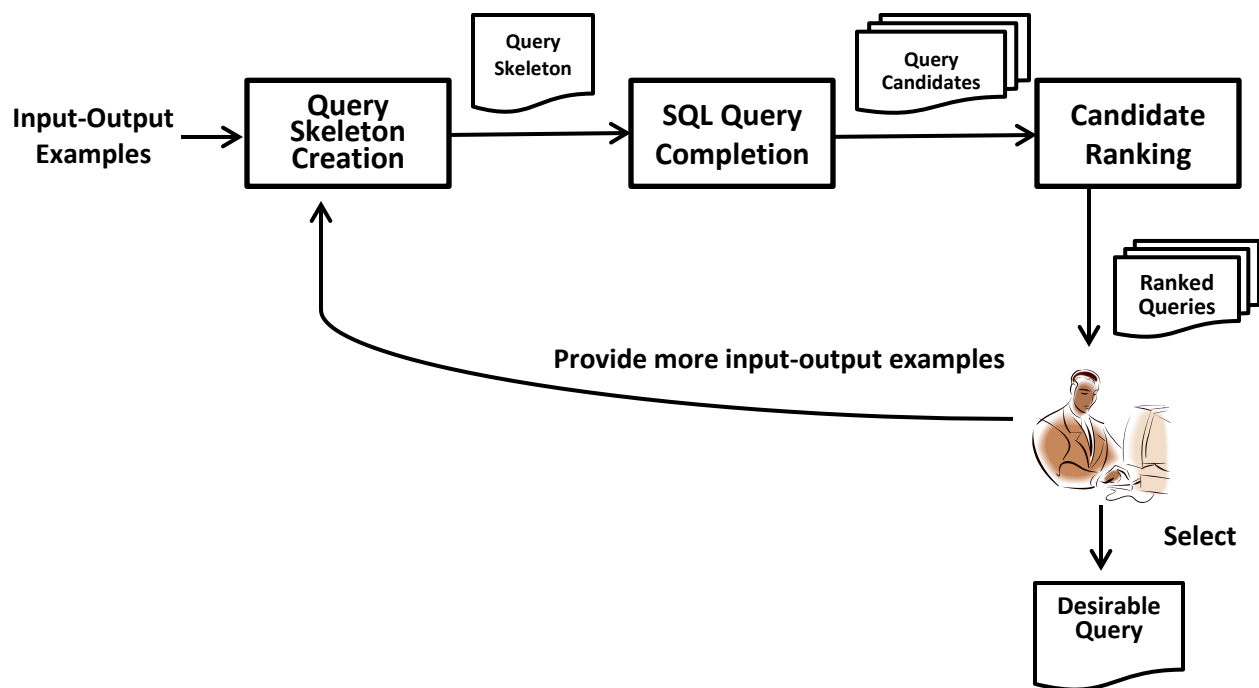 Input-Output
Examples
Query
Skeleton
Creation
Query
Skeleton
SQL Query
Completion
Query
Candidates
Candidate
Ranking
Ranked
Queries
Provide more input-output examples
Select
Desirable
Query